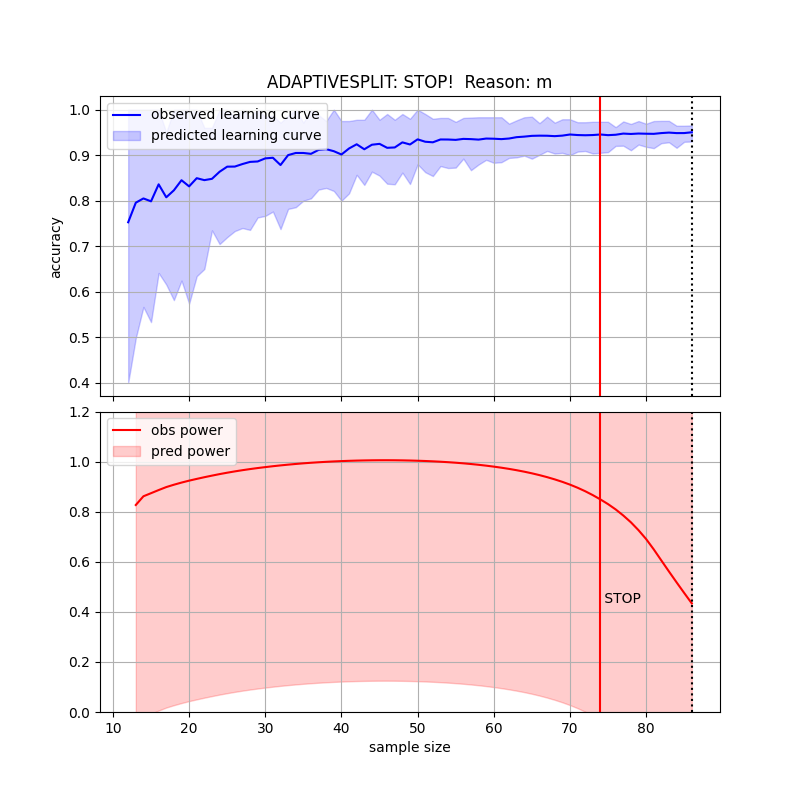 ADAPTIVESPLIT: STOP!  Reason: m
observed learning curve
predicted learning curve
accuracy
1.0
0.9
0.8
0.7
0.6
0.5
0.4
obs power
pred power
1.2
1.0
0.8
0.6
0.4
0.2
0.0
STOP
10 20 30 40 50 60 70 80
sample size